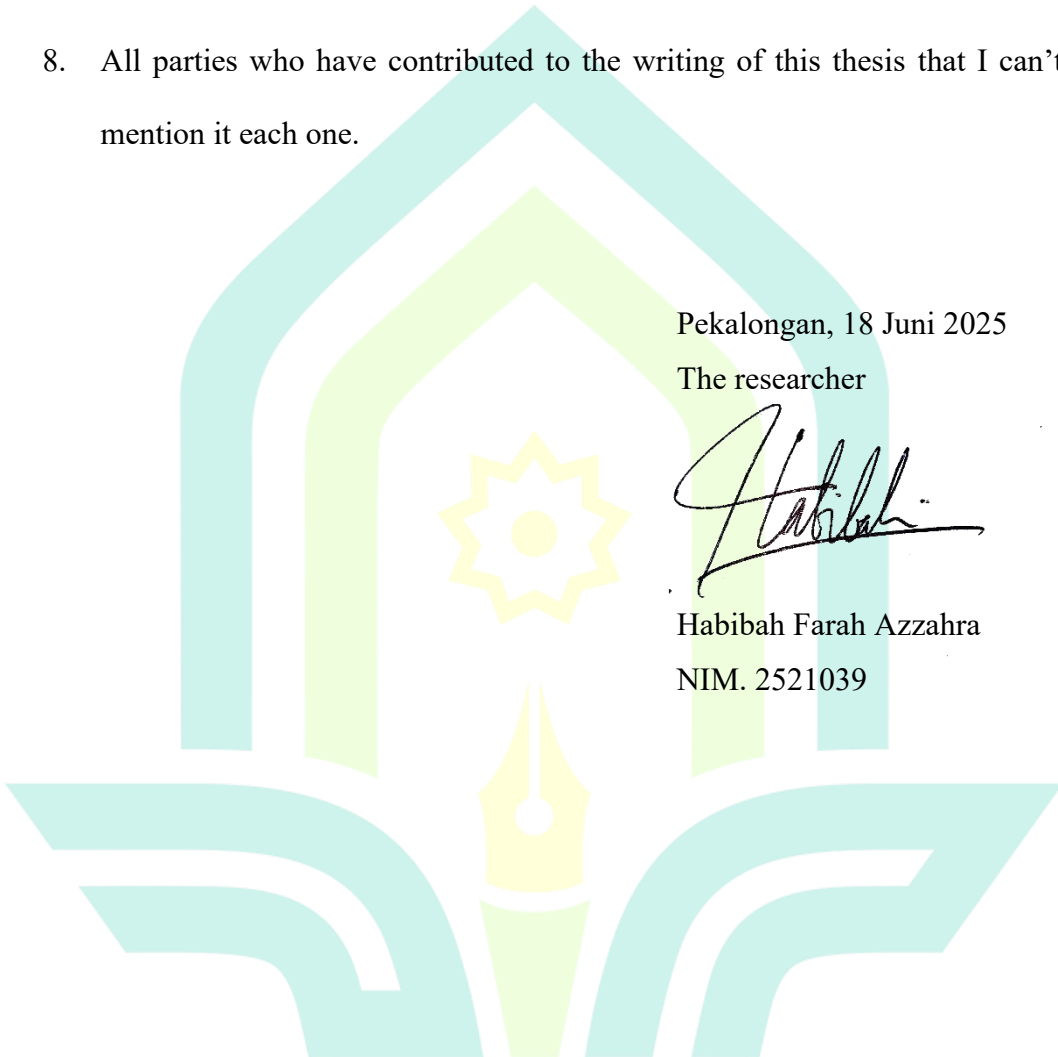 8. All parties who have contributed to the writing of this thesis that I can’t
mention it each one.
Pekalongan, 18 Juni 2025
The researcher
Habibah
Habibah Farah Azzahra
NIM. 2521039